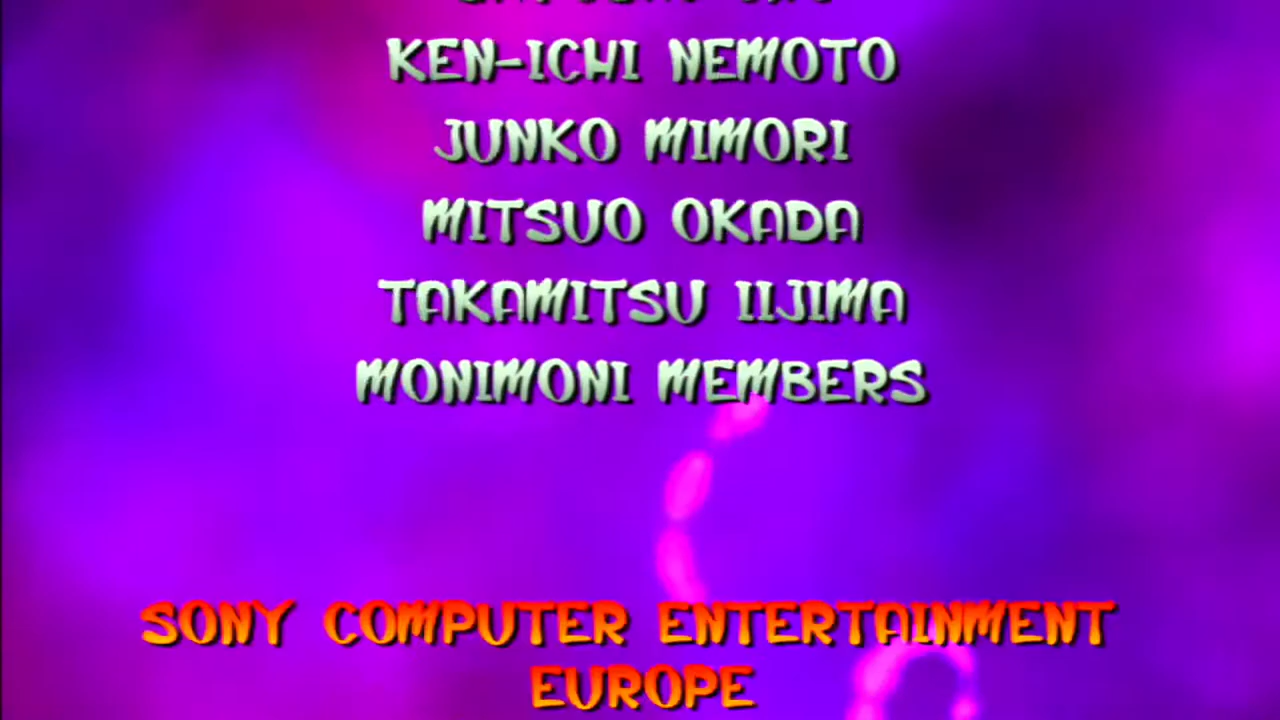 KEN-ICHI NEMOTO
JUNKO MIMORI
MITSUO OKADA
TAKAMITSU IIJIMA
MONIMONI MEMBERS
SONY COMPUTER ENTERTAINMENT
EUROPE